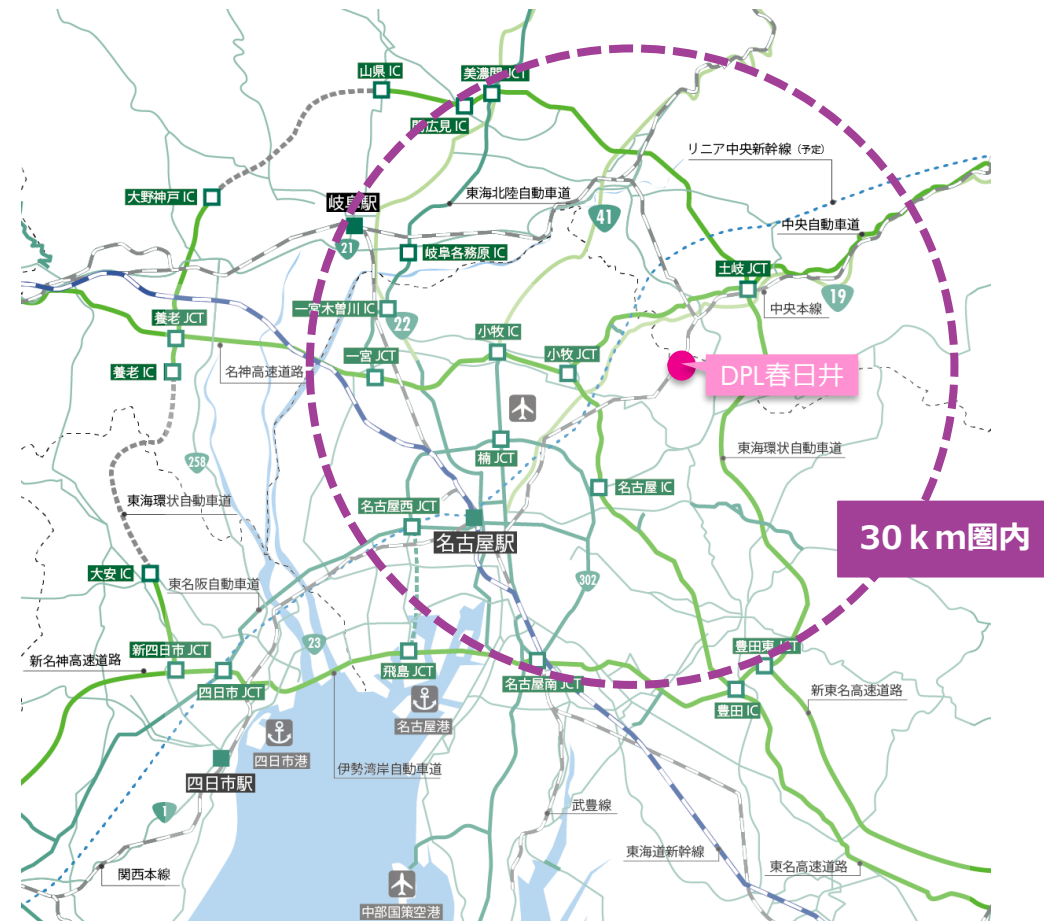 山県 IC
美濃関 JCT
関広見 IC
リニア中央新幹線（予定）
大野神戸 IC
岐阜駅
東海北陸自動車道
41
中央自動車道
21
岐阜各務原 IC
土岐 JCT
19
中央本線
一宮木曽川 IC
養老 JCT
22
小牧 IC
一宮 JCT
小牧 JCT
養老 IC
名神高速道路
DPL春日井
楠 JCT
東海環状自動車道
258
名古屋 IC
東海環状自動車道
名古屋西 JCT
30ｋm圏内
名古屋駅
大安 IC
東名阪自動車道
302
23
新四日市 JCT
豊田東 JCT
新名神高速道路
飛島 JCT
四日市 JCT
名古屋南 JCT
新東名高速道路
豊田 IC
名古屋港
四日市港
伊勢湾岸自動車道
四日市駅
1
武豊線
東海道新幹線
東名高速道路
関西本線
中部国策空港